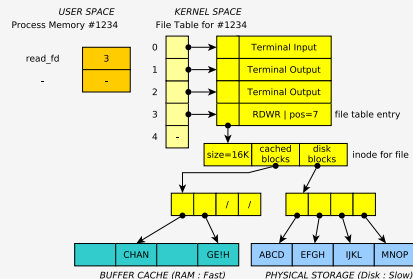 USER SPACE KERNEL SPACE
Process Memory #1234 File Table for #1234
0 Terminal Input
read_fd 3
1 Terminal Output
- -
2 Terminal Output
3 RDWR | pos=7 file table entry
4 -
size=16K cached blocks disk blocks inode for file
/ /
CHAN GE!H ABCD EFGH IJKL MNOP
BUFFER CACHE (RAM : Fast) PHYSICAL STORAGE (Disk : Slow)